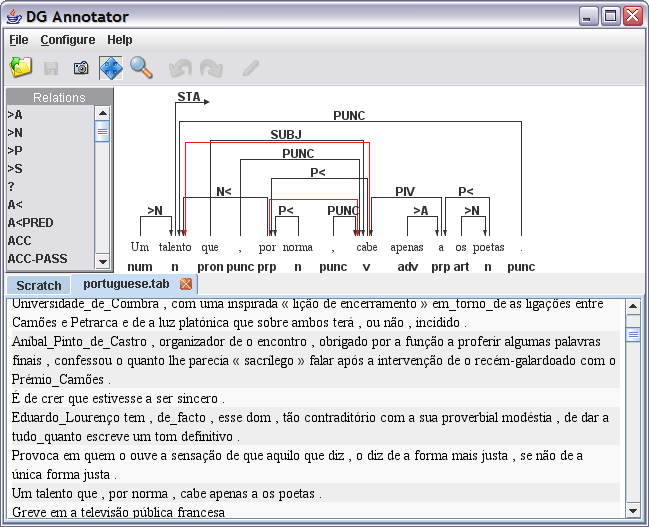 DG Annotator
File Configure Help
Relations
>A
>N
>P
>S
?
A<
A<PRED
ACC
ACC-PASS
STA
PUNC
SUBJ
PUNC
P<
N< PIV P<
>N P< PUNC >A >N
Um talento que , por norma , cabe apenas a os poetas .
num n pron punc prp n punc v adv prp art n punc
Scratch portuguese.tab
Universidade_de_Coimbra , com uma inspirada « lição de encerramento » em_torno_de as ligações entre
Camões e Petrarca e de a luz platónica que sobre ambos terá , ou não , incidido .
Aníbal_Pinto_de_Castro , organizador de o encontro , obrigado por a função a proferir algumas palavras
finais , confessou o quanto lhe parecia « sacrílego » falar após a intervenção de o recém-galardoado com o
Prémio_Camões .
É de crer que estivesse a ser sincero .
Eduardo_Lourenço tem , de_facto , esse dom , tão contraditório com a sua proverbial modéstia , de dar a
tudo_quanto escreve um tom definitivo .
Provoca em quem o ouve a sensação de que aquilo que diz , o diz de a forma mais justa , se não de a
única forma justa .
Um talento que , por norma , cabe apenas a os poetas .
Greve em a televisão pública francesa